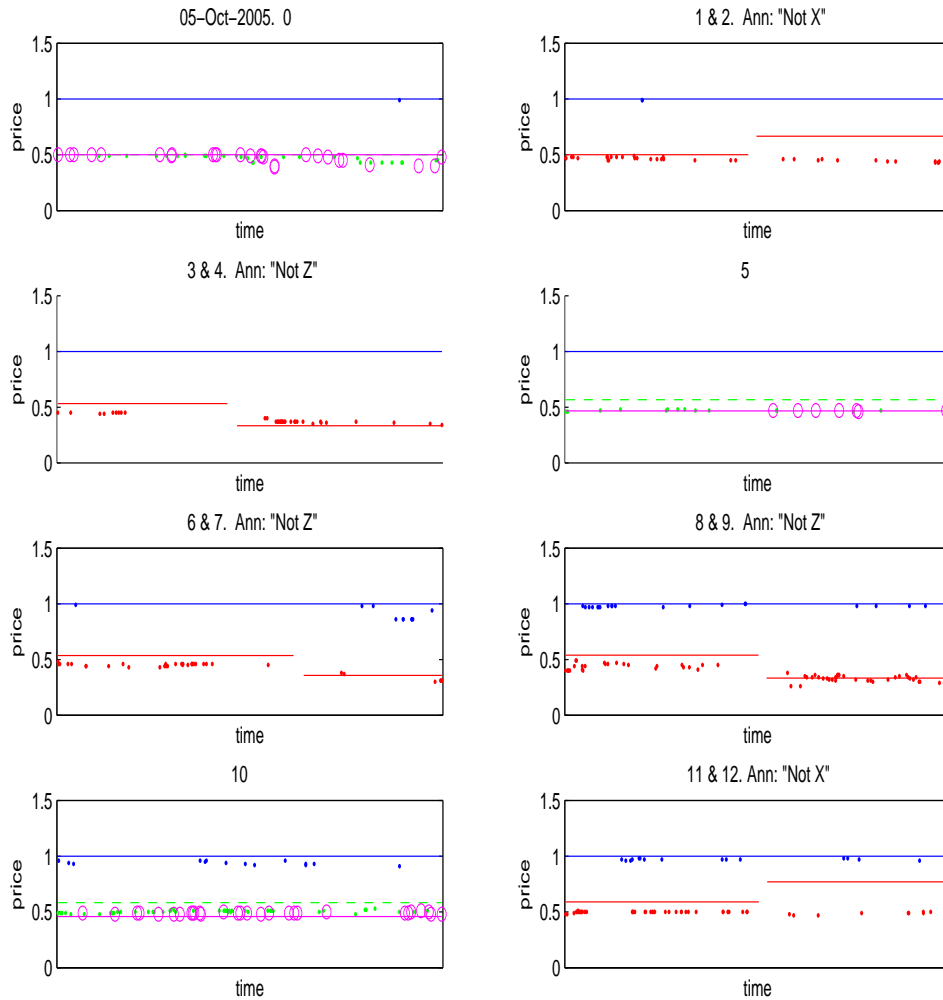 05-Oct-2005. 0
1.5
1
0.5
0
price
time
1 & 2. Ann: "Not X"
1.5
1
0.5
0
price
time
3 & 4. Ann: "Not Z"
1.5
1
0.5
0
price
time
5
1.5
1
0.5
0
price
time
6 & 7. Ann: "Not Z"
1.5
1
0.5
0
price
time
8 & 9. Ann: "Not Z"
1.5
1
0.5
0
price
time
10
1.5
1
0.5
0
price
time
11 & 12. Ann: "Not X"
1.5
1
0.5
0
price
time